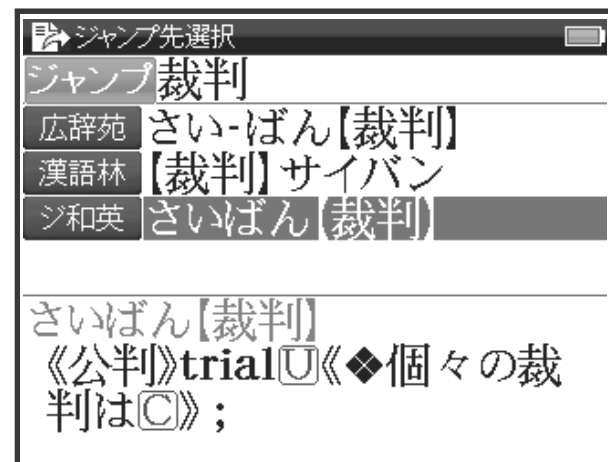 ジャンプ先選択
ジャンプ裁判
広辞苑 さい‐ばん【裁判】
漢語林 【裁判】サイバン
ジ和英 さいばん(裁判)
さいばん【裁判】
《公判》trial[U]《◆個々の裁
判は[C]》;